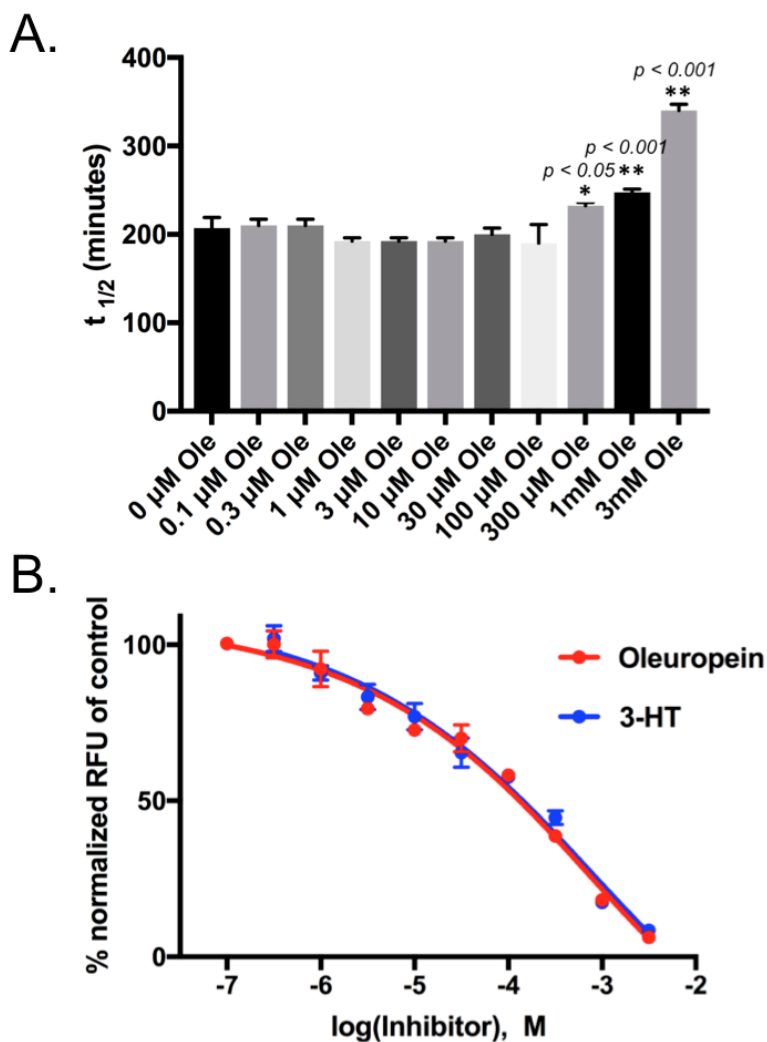 A.
400
300
200
100
0
t 1/2 (minutes)
p < 0.001
**
p < 0.001
p < 0.05 **
*
0 µM Ole
0.1 µM Ole
0.3 µM Ole
1 µM Ole
3 µM Ole
10 µM Ole
30 µM Ole
100 µM Ole
300 µM Ole
1mM Ole
3mM Ole
B.
% normalized RFU of control
100
50
0
Oleuropein
3-HT
-7 -6 -5 -4 -3 -2
log(Inhibitor), M